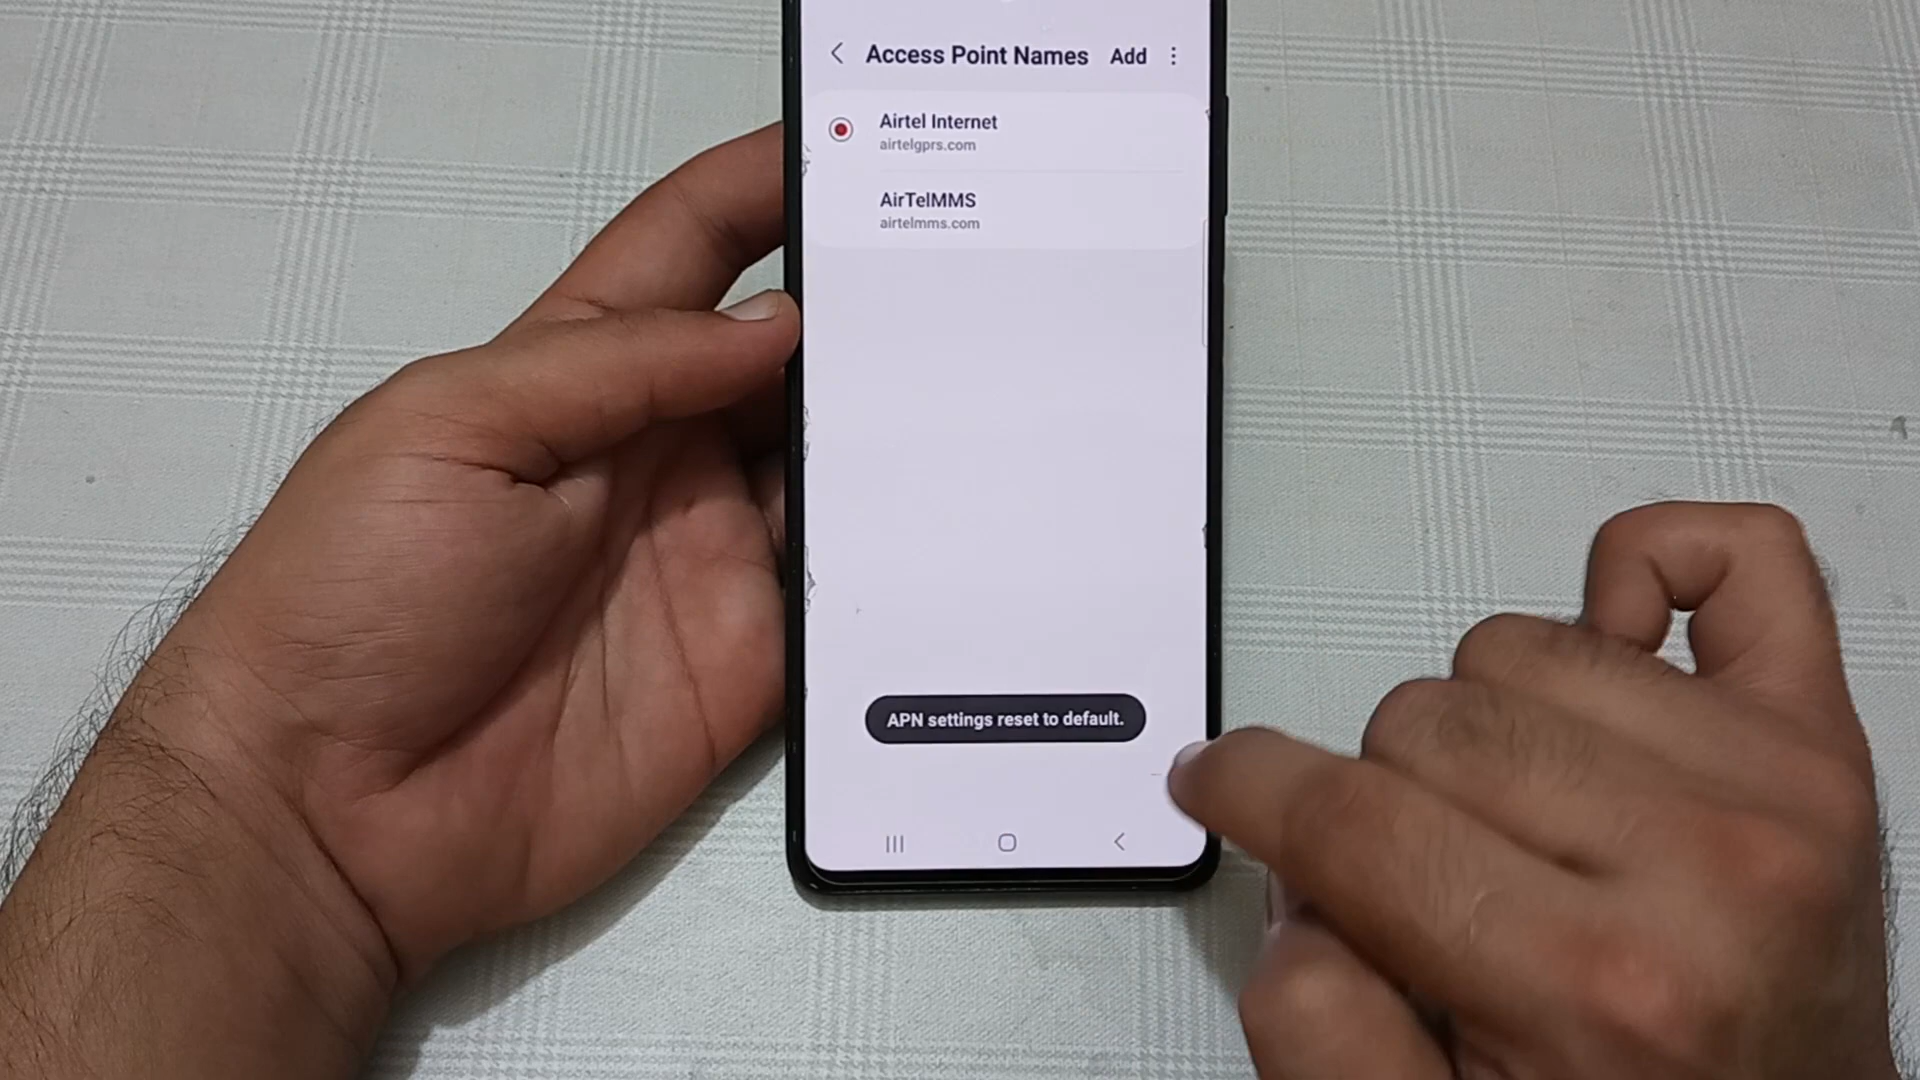 Access Point Names Add
Airtel Internet
airtelgprs.com
AirTelMMS
airtelmms.com
APN settings reset to default.